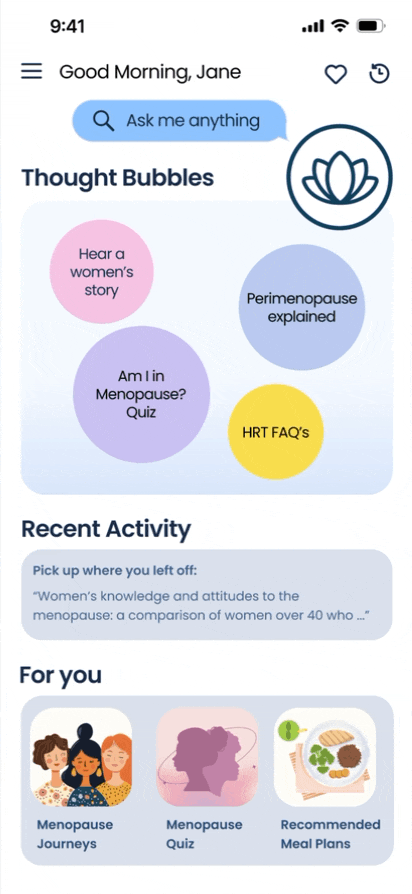 9:41
Good Morning, Jane
Ask me anything
Thought Bubbles
Hear a
women's
story
Perimenopause
explained
Am I in
Menopause?
Quiz
HRT FAQ's
Recent Activity
Pick up where you left off:
“Women's knowledge and attitudes to the
menopause: a comparison of women over 40 who ...”
For you
Menopause
Journeys
Menopause
Quiz
Recommended
Meal Plans